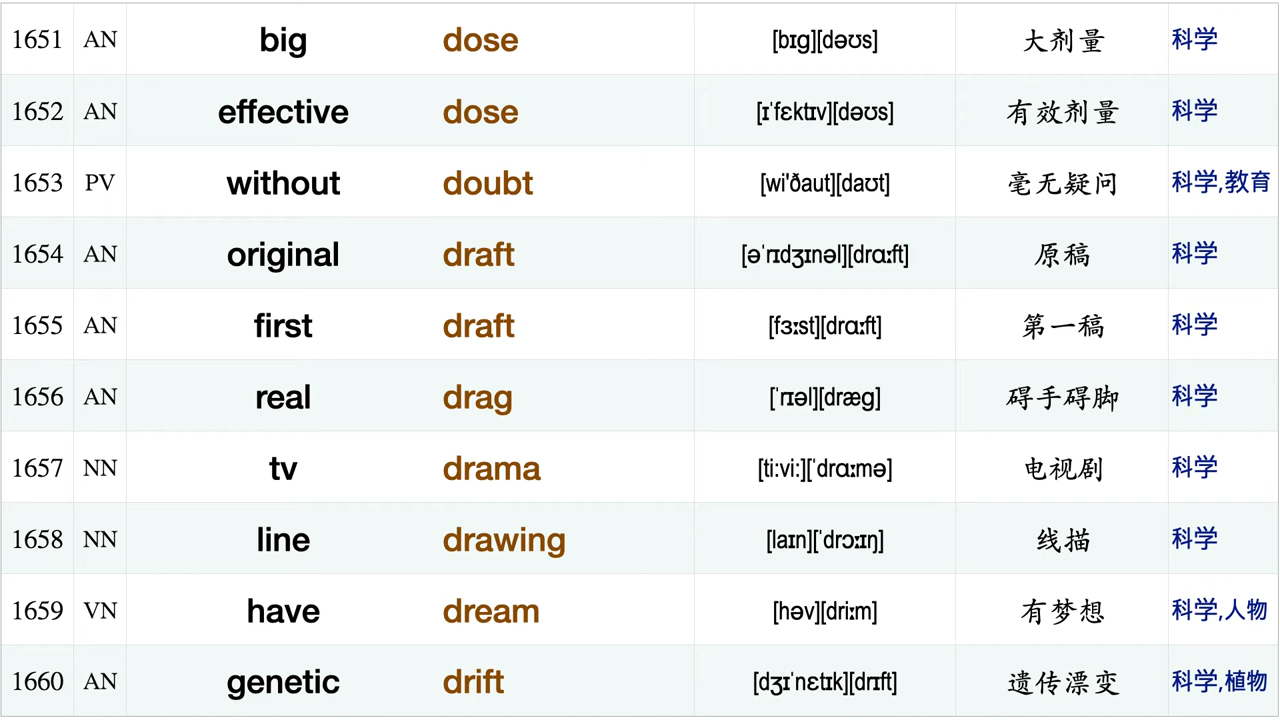 1651 AN big dose [bɪg][dəʊs] 大剂量 科学
1652 AN effective dose [ɪˈfɛktɪv][dəʊs] 有效剂量 科学
1653 PV without doubt [wi'ðaut][daʊt] 毫无疑问 科学,教育
1654 AN original draft [əˈrɪdʒɪnəl][drɑːft] 原稿 科学
1655 AN first draft [fɜːst][drɑːft] 第一稿 科学
1656 AN real drag [ˈrɪəl][dræg] 碍手碍脚 科学
1657 NN tv drama [ti:vi:][ˈdrɑːmə] 电视剧 科学
1658 NN line drawing [laɪn][ˈdrɔːɪŋ] 线描 科学
1659 VN have dream [həv][driːm] 有梦想 科学,人物
1660 AN genetic drift [dʒɪˈnɛtɪk][drɪft] 遗传漂变 科学,植物